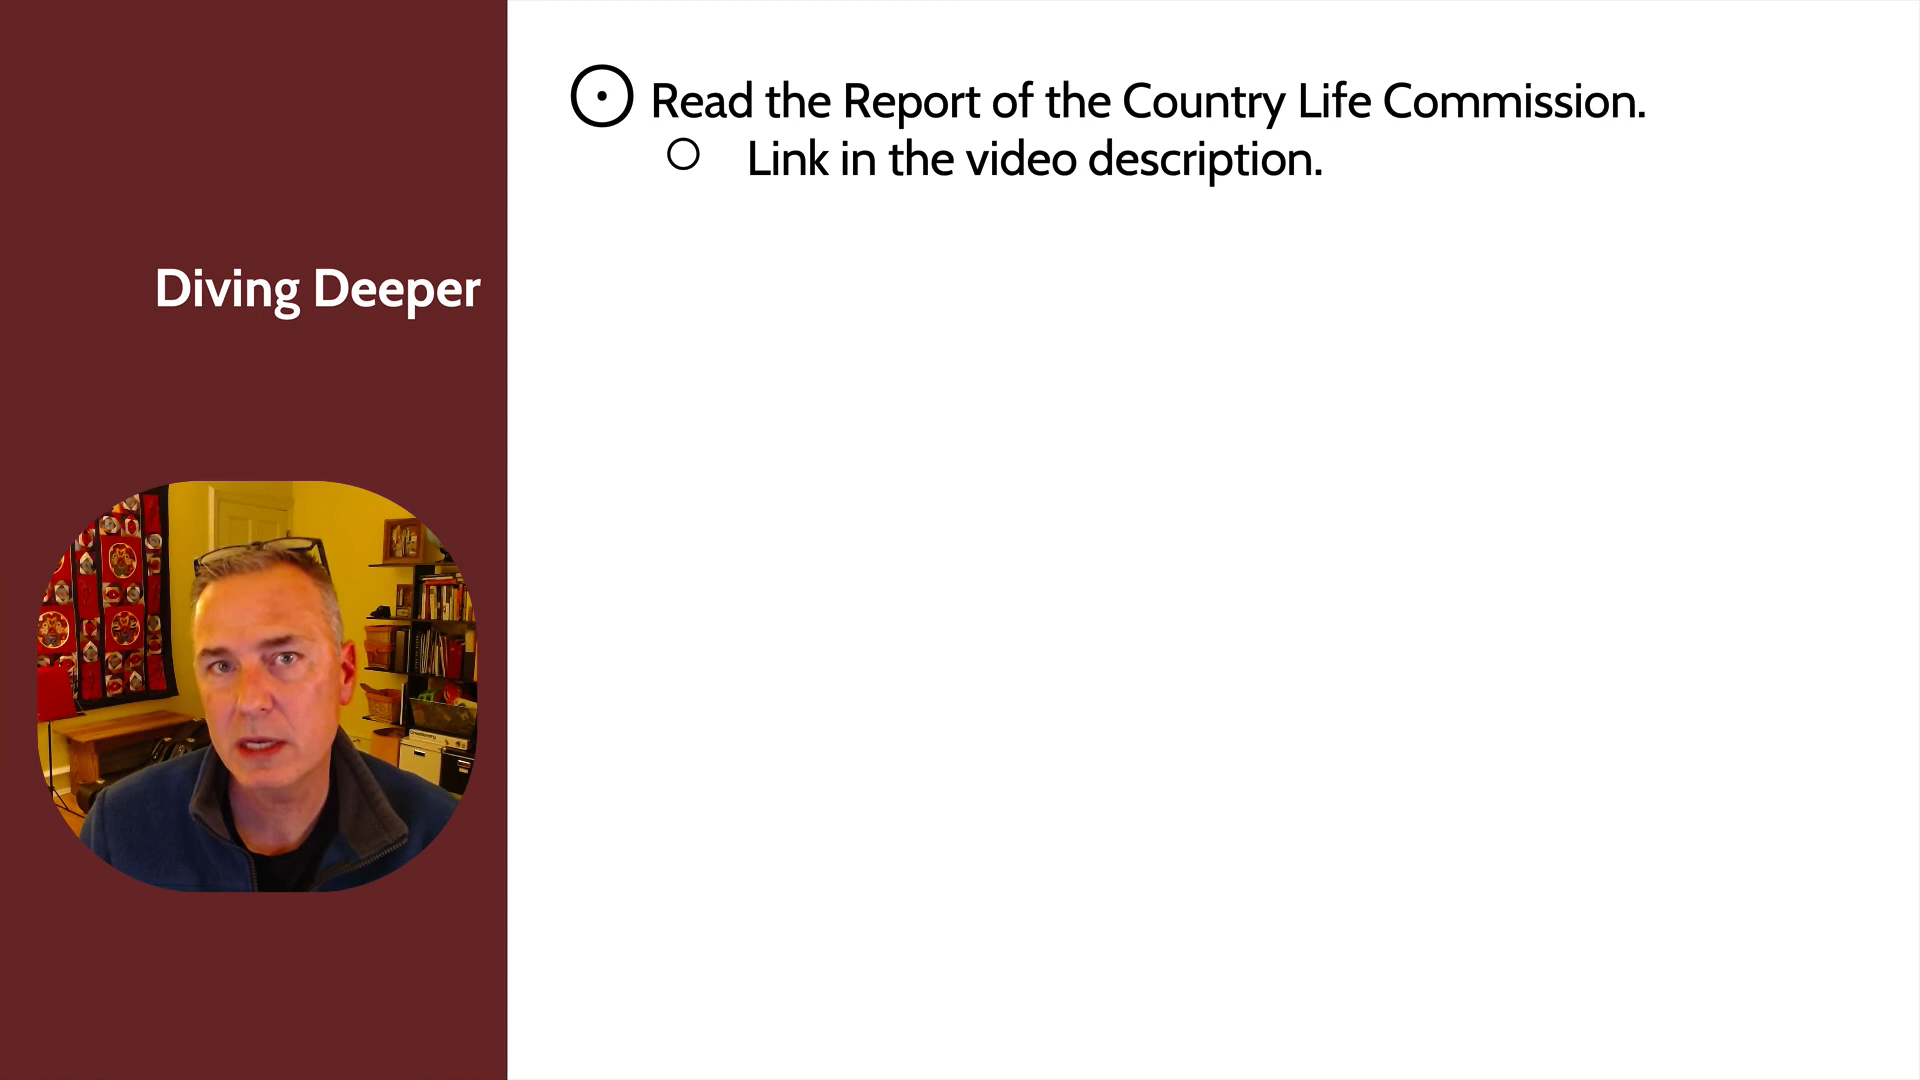 Diving Deeper
Read the Report of the Country Life Commission.
Link in the video description.